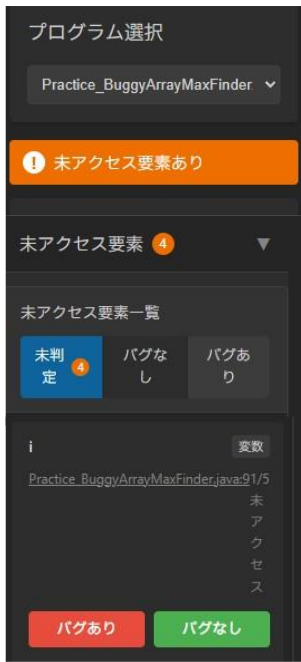 プログラム選択
Practice_BuggyArrayMaxFinder
! 未アクセス要素あり
未アクセス要素 4 ▼
未アクセス要素一覧
未判定 4
バグなし
バグあり
i 変数
Practice_BuggyArrayMaxFinder.java:91/5
未
ア
ク
セ
ス
バグあり バグなし